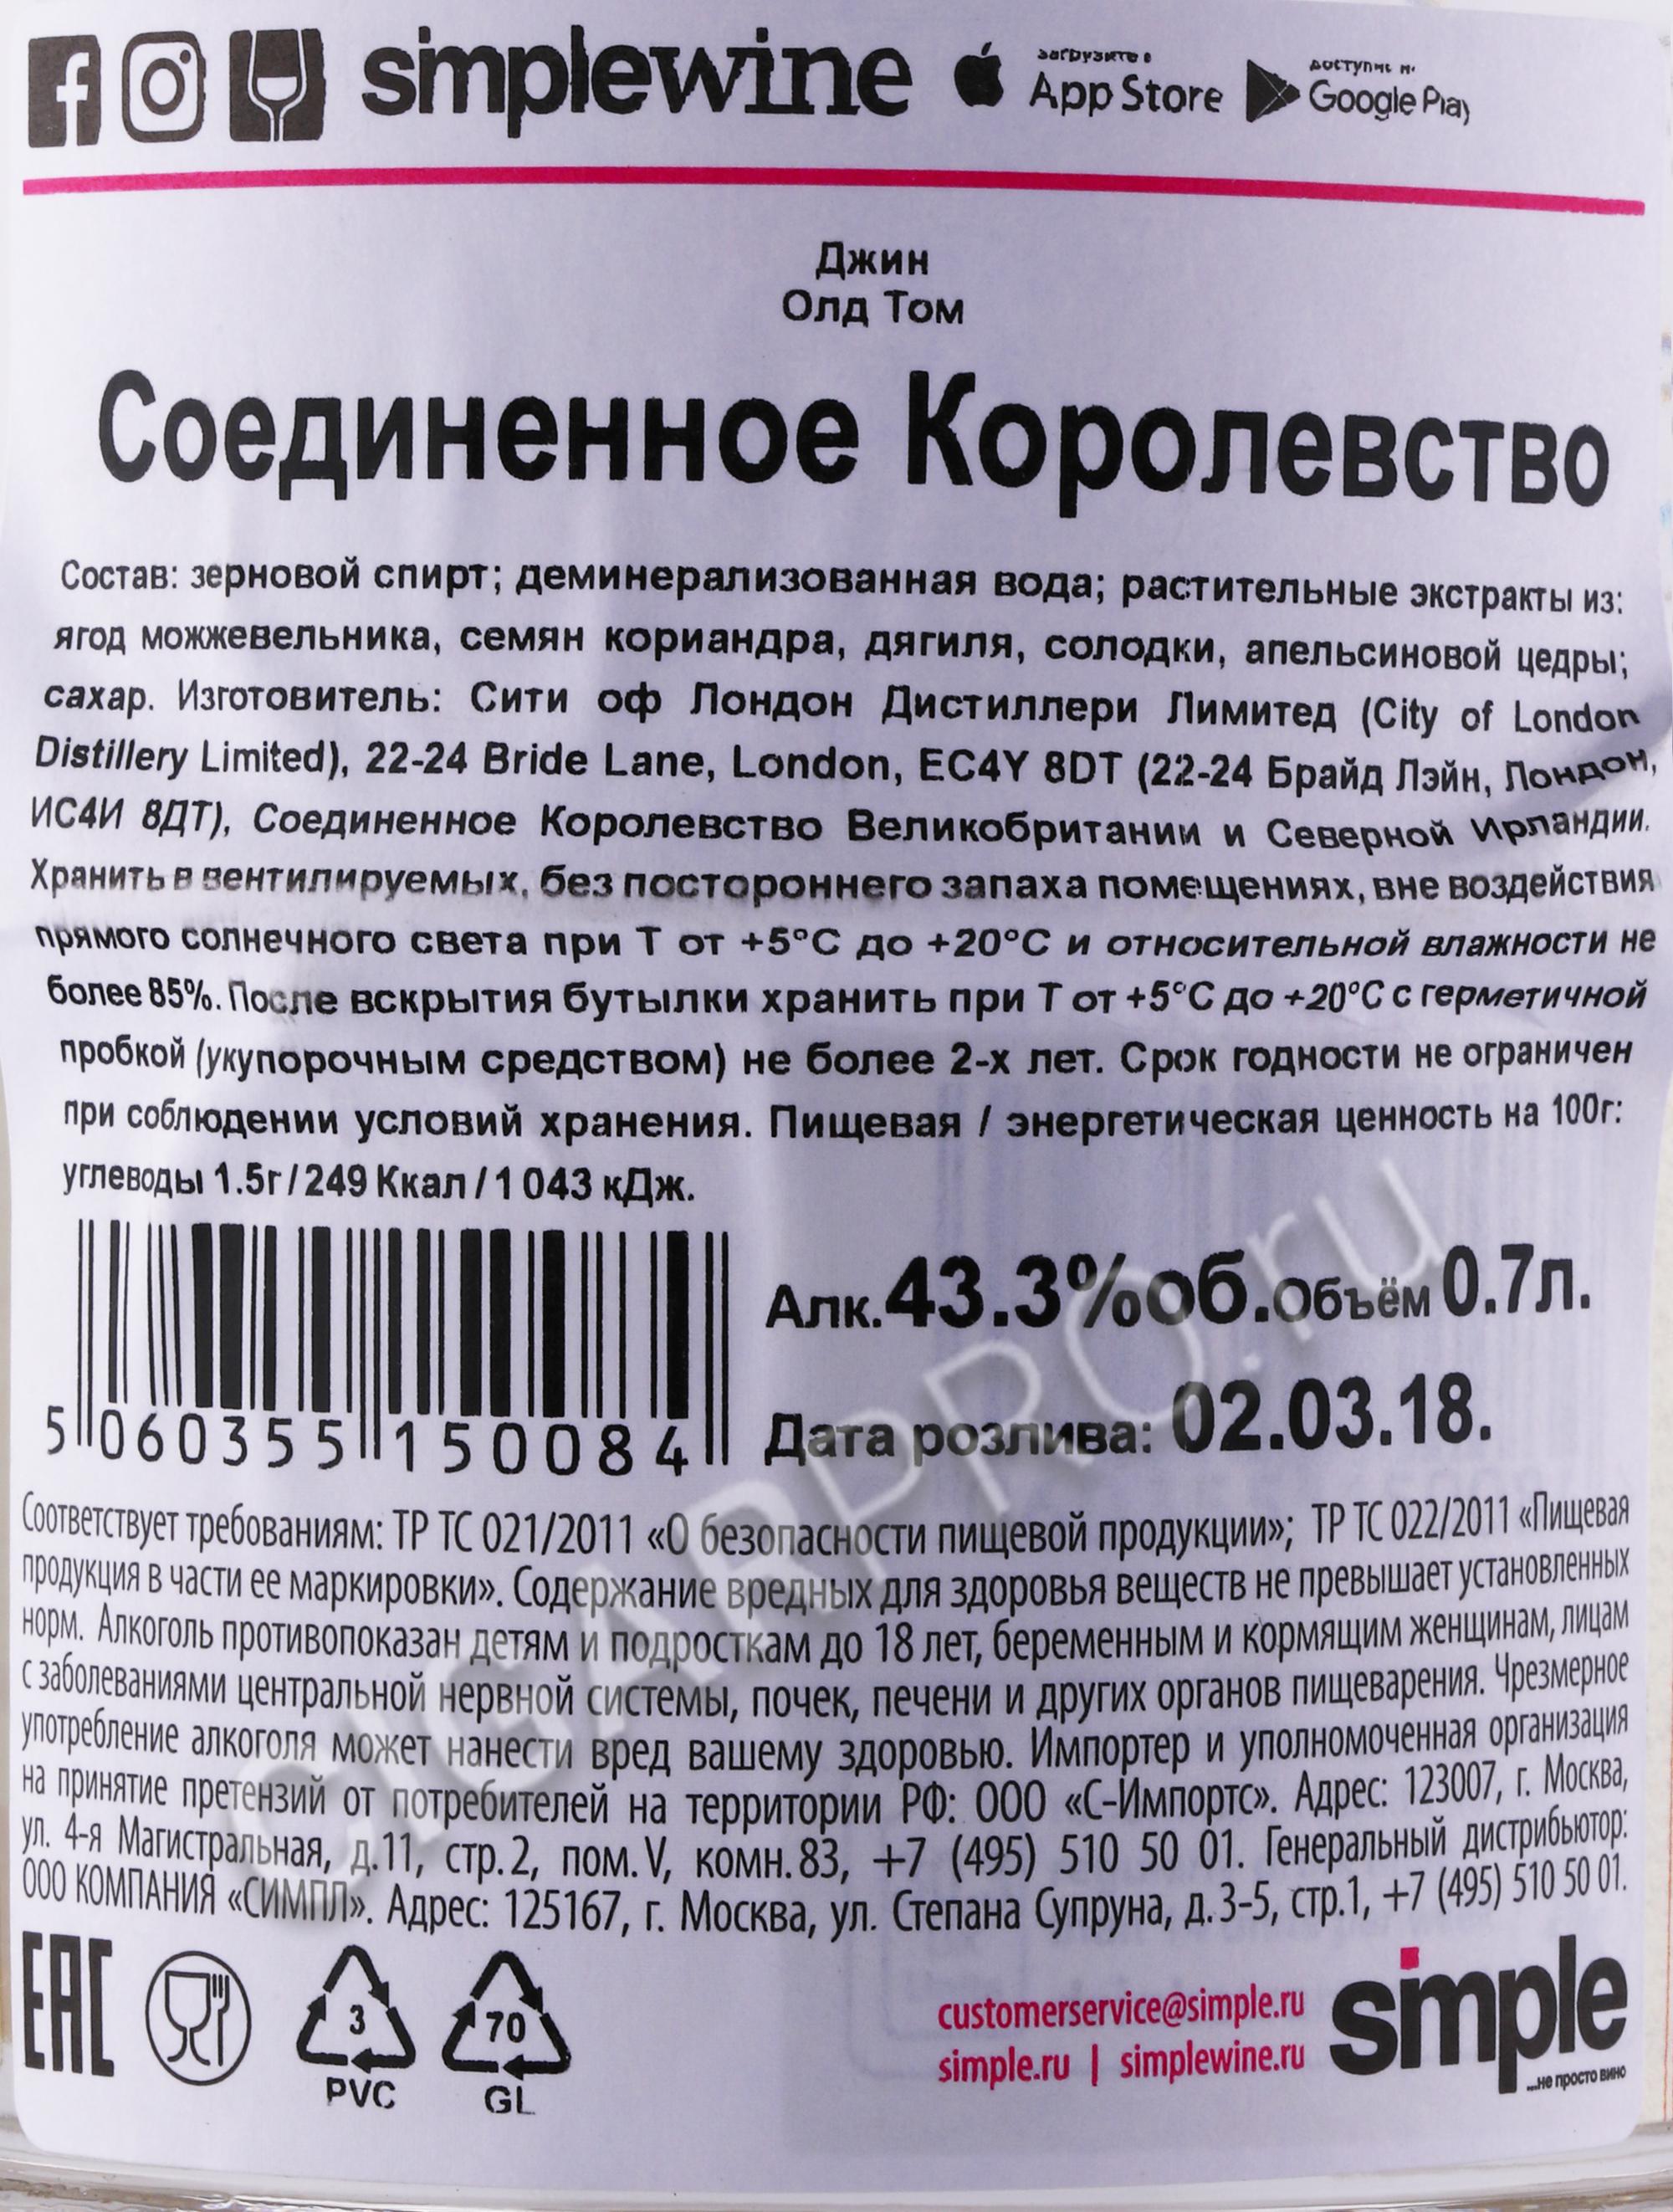 simplewine
Загрузите в
App Store
Доступно на
Google Play
Джин
Олд Том
Соединенное Королевство
Состав: зерновой спирт; деминерализованная вода; растительные экстракты из:
ягод можжевельника, семян кориандра, дягиля, солодки, апельсиновой цедры;
сахар. Изготовитель: Сити оф Лондон Дистиллери Лимитед (City of London
Distillery Limited), 22-24 Bride Lane, London, EC4Y 8DT (22-24 Брайд Лэйн, Лондон,
ИС4И 8ДТ), Соединенное Королевство Великобритании и Северной Ирландии.
Хранить в вентилируемых, без постороннего запаха помещениях, вне воздействия
прямого солнечного света при Т от +5°С до +20°С и относительной влажности не
более 85%. После вскрытия бутылки хранить при Т от +5°С до +20°С с герметичной
пробкой (укупорочным средством) не более 2-х лет. Срок годности не ограничен
при соблюдении условий хранения. Пищевая / энергетическая ценность на 100г:
углеводы 1.5г/249 Ккал/1 043 кДж.
Алк.43.3%об.Объём 0.7л.
Дата розлива: 02.03.18.
5 060355 150084
Соответствует требованиям: ТР ТС 021/2011 «О безопасности пищевой продукции»; ТР ТС 022/2011 «Пищевая
продукция в части ее маркировки». Содержание вредных для здоровья веществ не превышает установленных
норм. Алкоголь противопоказан детям и подросткам до 18 лет, беременным и кормящим женщинам, лицам
с заболеваниями центральной нервной системы, почек, печени и других органов пищеварения. Чрезмерное
употребление алкоголя может нанести вред вашему здоровью. Импортер и уполномоченная организация
на принятие претензий от потребителей на территории РФ: ООО «С-Импортс». Адрес: 123007, г. Москва,
ул. 4-я Магистральная, д.11, стр.2, пом.V, комн.83, +7 (495) 510 50 01. Генеральный дистрибьютор:
ООО КОМПАНИЯ «СИМПЛ». Адрес: 125167, г. Москва, ул. Степана Супруна, д.3-5, стр.1, +7 (495) 510 50 01.
EAC
3
PVC
70
GL
customerservice@simple.ru
simple.ru | simplewine.ru
simple
...не просто вино
CIGARPRO.ru